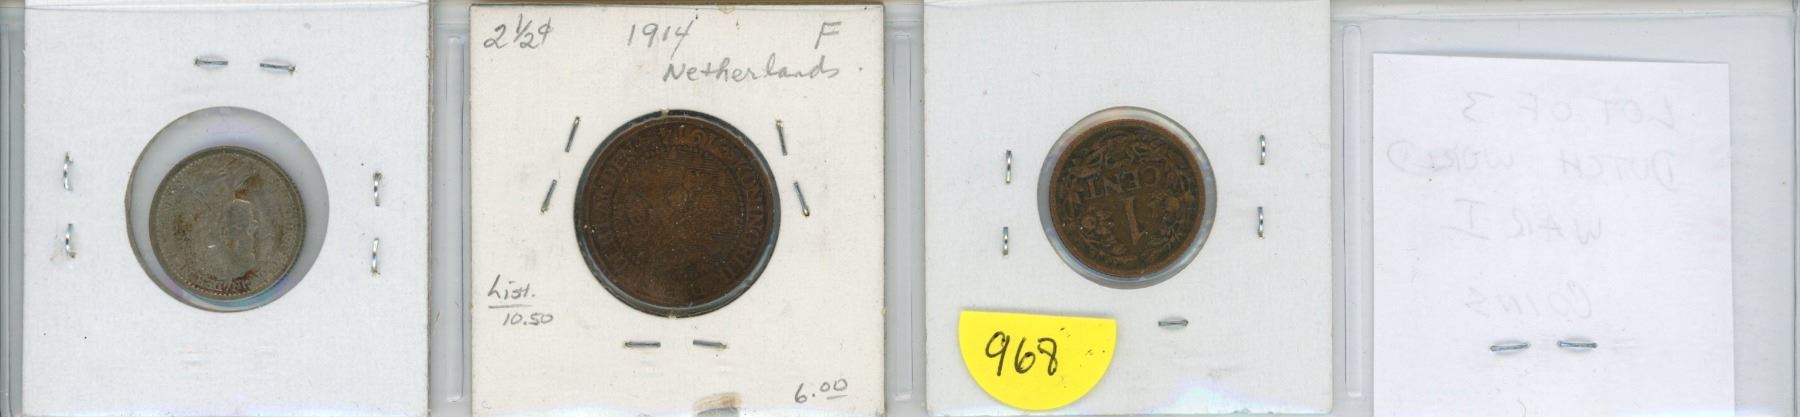 2½¢ 1914 F
Netherlands
List.
10.50
6.00
1
CENT
968
LOT OF 3
DUTCH WORLD
WAR I
COINS